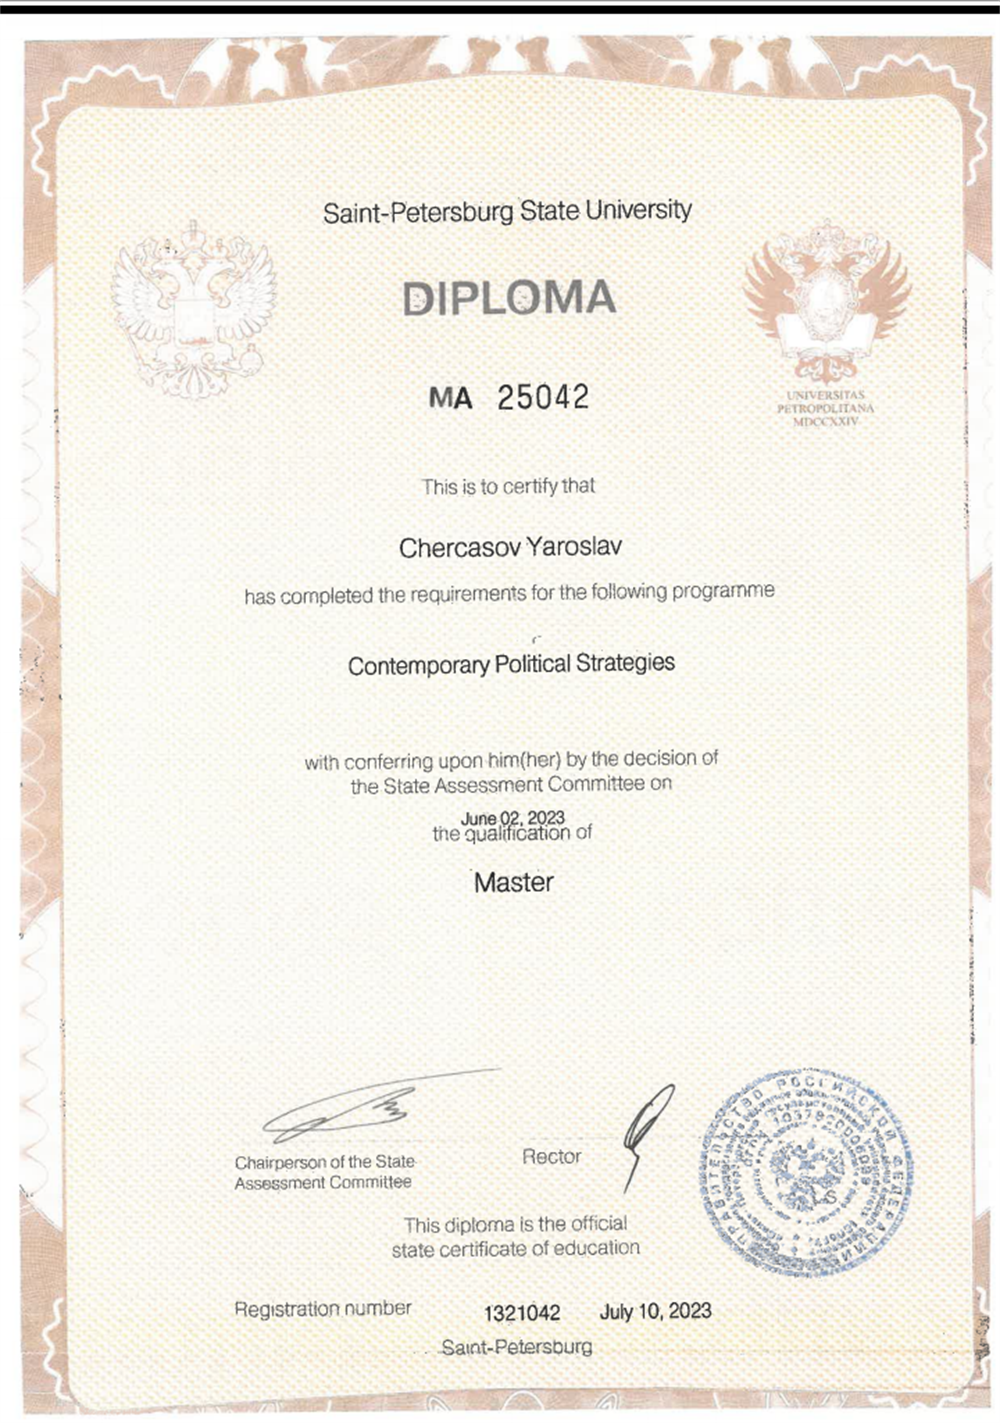 Saint-Petersburg State University
DIPLOMA
MA 25042
UNIVERSITAS
PETROPOLITANA
MDCCXXIV
This is to certify that
Chercasov Yaroslav
has completed the requirements for the following programme
Contemporary Political Strategies
with conferring upon him(her) by the decision of
the State Assessment Committee on
June 02, 2023
the qualification of
Master
Chairperson of the State
Assessment Committee
Rector
ПРАВИТЕЛЬСТВО РОССИЙСКОЙ ФЕДЕРАЦИИ
This diploma is the official
state certificate of education
Registration number 1321042 July 10, 2023
Saint-Petersburg